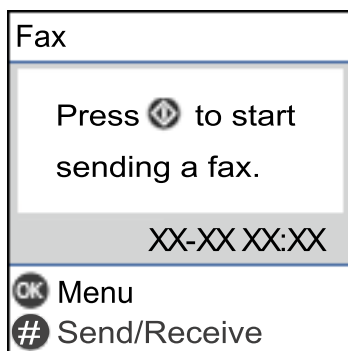 Fax
Press to start
sending a fax.
XX-XX XX:XX
OK Menu
# Send/Receive